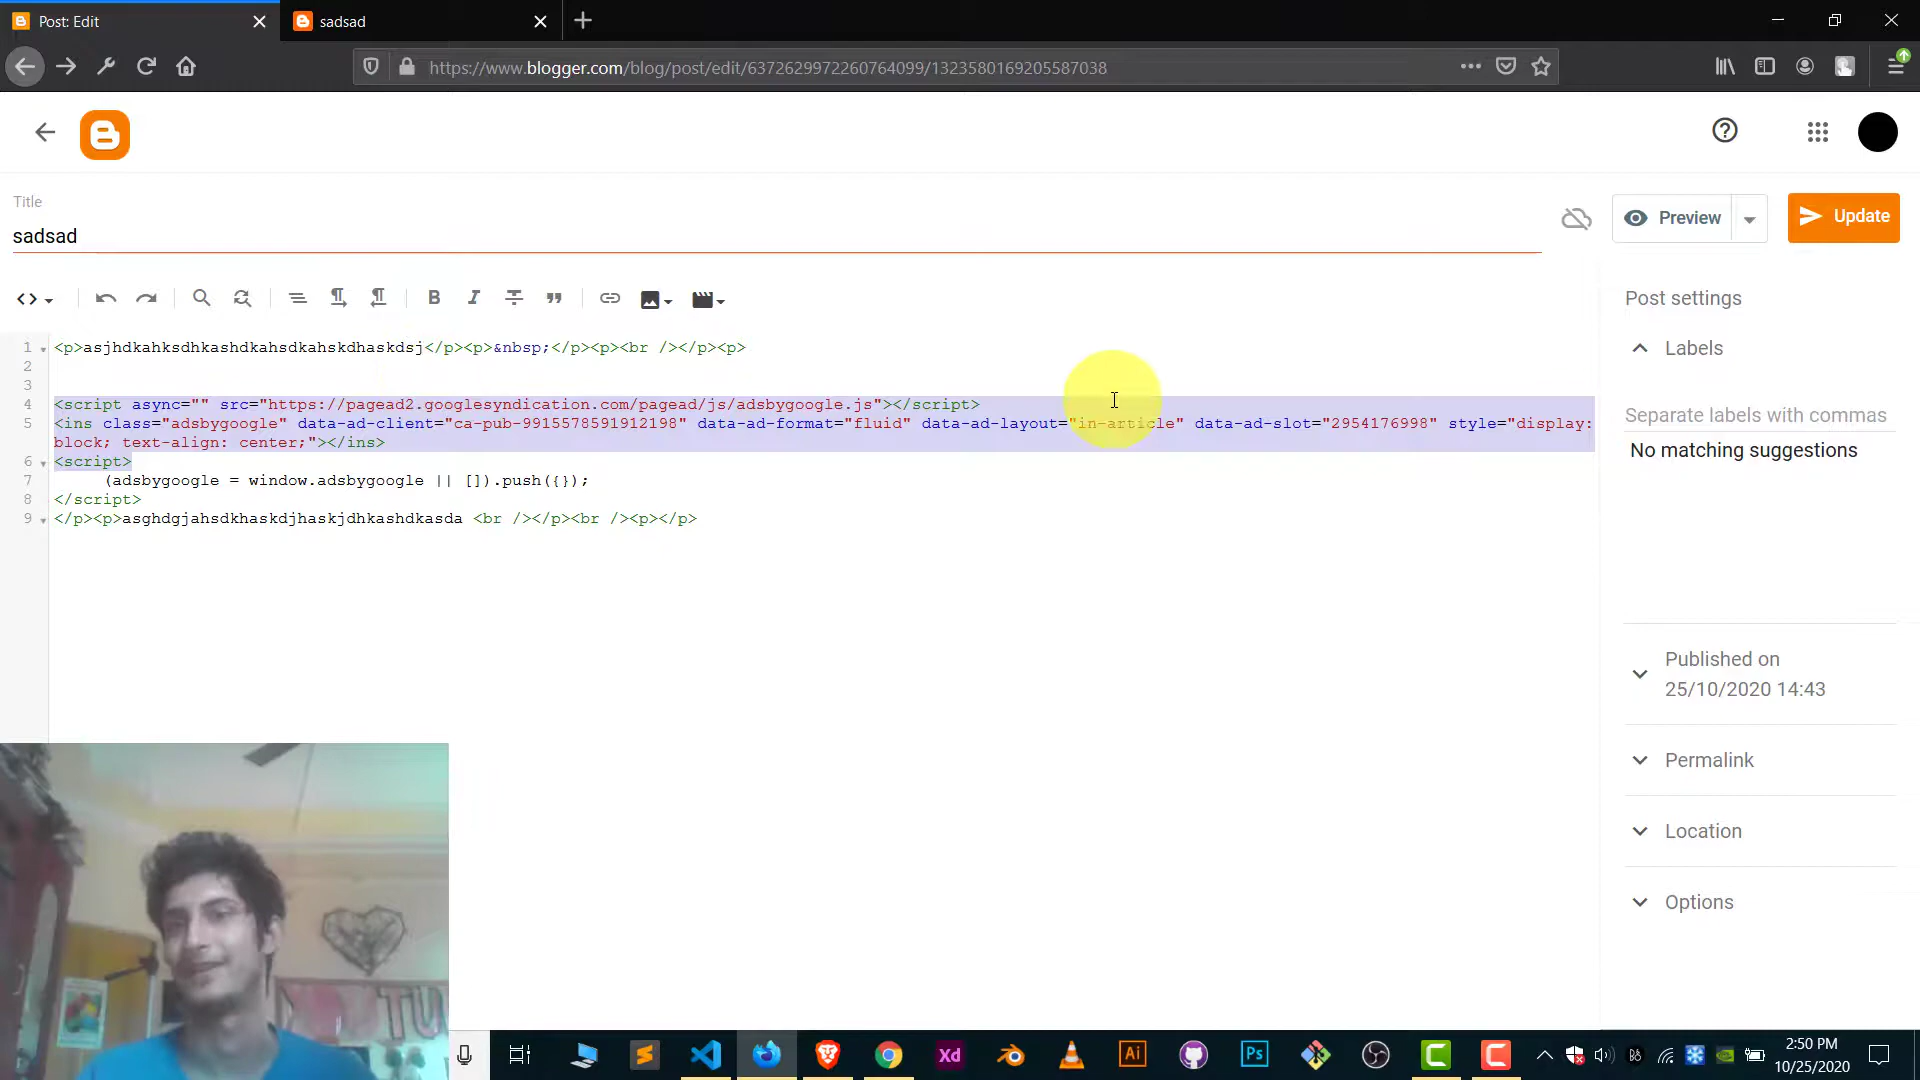 Post: Edit
sadsad
https://www.blogger.com/blog/post/edit/6372629972260764099/1323580169205587038
Title
sadsad
Preview
Update
Post settings
Labels
Separate labels with commas
No matching suggestions
Published on
25/10/2020 14:43
Permalink
Location
Options
1 <p>asjhdkahksdhkashdkahsdkahskdhaskdsj</p><p>&nbsp;</p><p><br /></p><p>
2
3
4 <script async="" src="https://pagead2.googlesyndication.com/pagead/js/adsbygoogle.js"></script>
5 <ins class="adsbygoogle" data-ad-client="ca-pub-9915578591912198" data-ad-format="fluid" data-ad-layout="in-article" data-ad-slot="2954176998" style="display:
block; text-align: center;"></ins>
6 <script>
7 (adsbygoogle = window.adsbygoogle || []).push({});
8 </script>
9 </p><p>asghdgjahsdkhaskdjhaskjdhkashdkasda <br /></p><br /><p></p>
TU
Xd
Ai
Ps
2:50 PM
10/25/2020